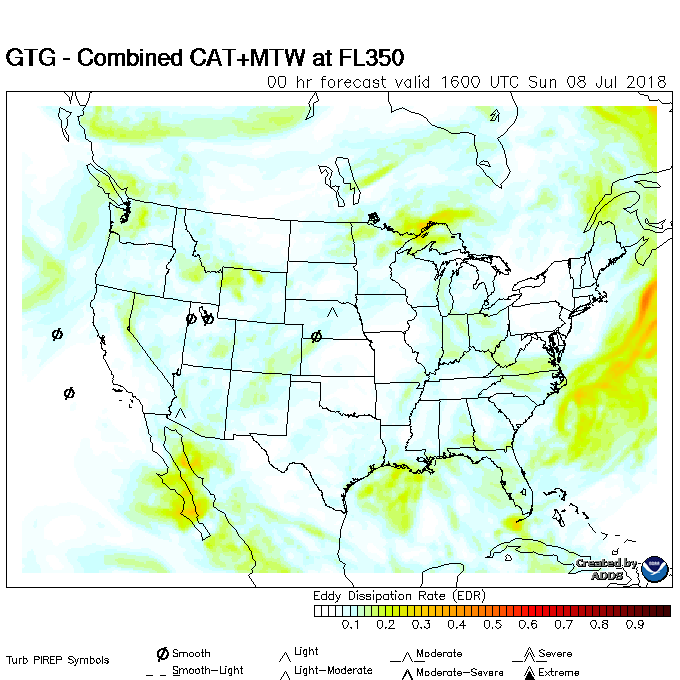 GTG - Combined CAT+MTW at FL350
00 hr forecast valid 1600 UTC Sun 08 Jul 2018
Created by
ADDS
Eddy Dissipation Rate (EDR)
0.1 0.2 0.3 0.4 0.5 0.6 0.7 0.8 0.9
Turb PIREP Symbols
Smooth Light Moderate Severe
Smooth-Light Light-Moderate Moderate-Severe Extreme